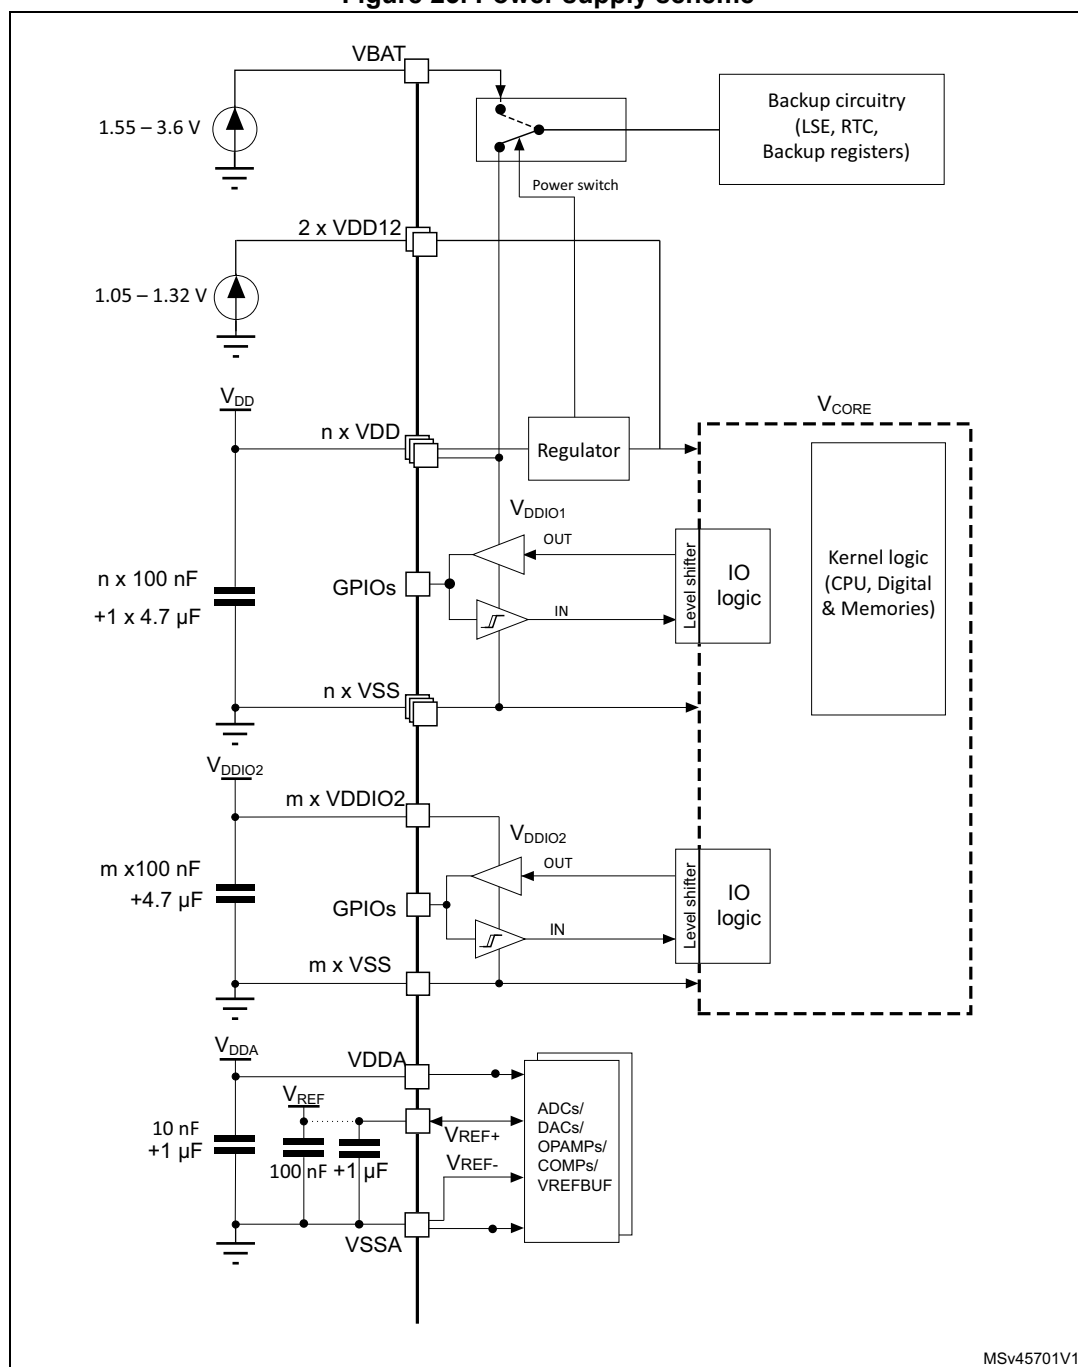 Figure 26. Power supply scheme
VBAT
1.55 – 3.6 V
Backup circuitry
(LSE, RTC,
Backup registers)
Power switch
2 x VDD12
1.05 – 1.32 V
VDD
n x VDD
Regulator
VCORE
VDDIO1
OUT
Level shifter
IO
logic
Kernel logic
(CPU, Digital
& Memories)
n x 100 nF
+1 x 4.7 µF
GPIOs
IN
n x VSS
VDDIO2
m x VDDIO2
VDDIO2
OUT
Level shifter
IO
logic
m x100 nF
+4.7 µF
GPIOs
IN
m x VSS
VDDA
VDDA
VREF
10 nF
+1 µF
100 nF
+1 µF
VREF+
VREF-
ADCs/
DACs/
OPAMPs/
COMPs/
VREFBUF
VSSA
MSv45701V1